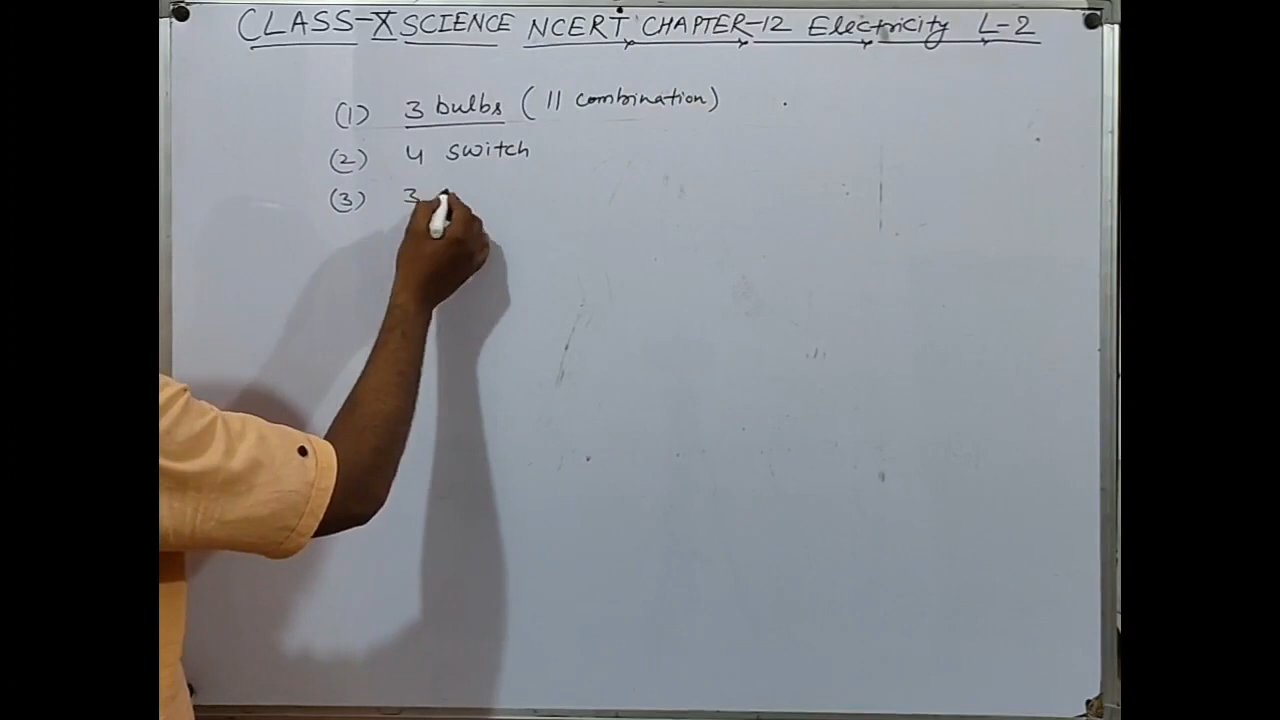 CLASS-X SCIENCE NCERT CHAPTER-12 Electricity L-2
(1) 3 bulbs (11 combination)
(2) 4 switch
(3) 3